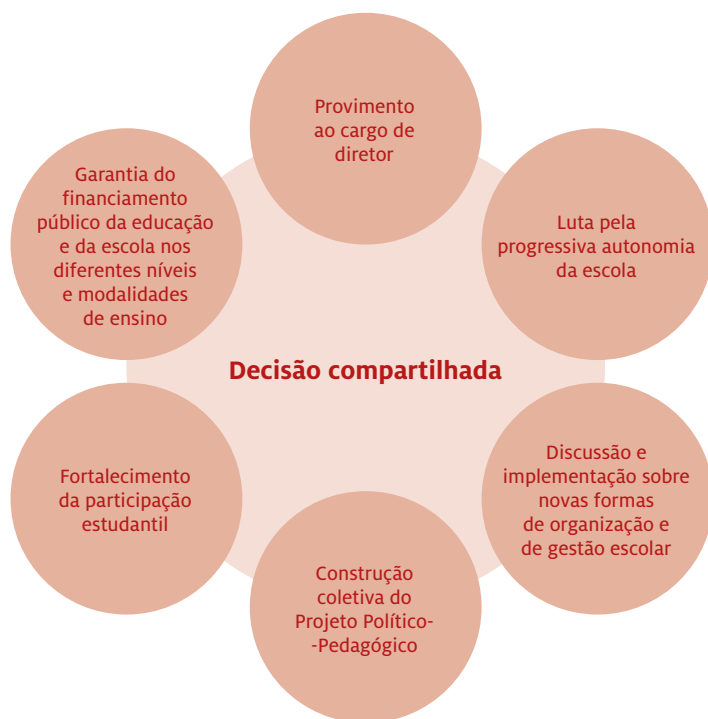 Provimento
ao cargo de
diretor
Luta pela
progressiva autonomia
da escola
Discussão e
implementação sobre
novas formas
de organização e
de gestão escolar
Construção
coletiva do
Projeto Político-
-Pedagógico
Fortalecimento
da participação
estudantil
Garantia do
financiamento
público da educação
e da escola nos
diferentes níveis
e modalidades
de ensino
Decisão compartilhada